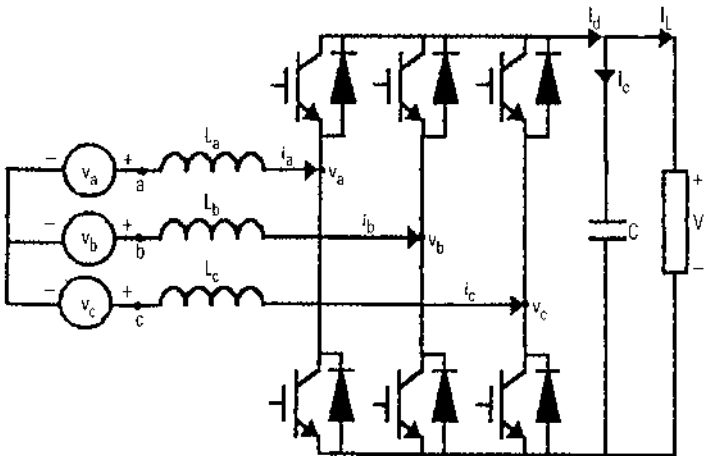 I_d
I_L
i_c
L_a
i_a
v_a
− v_a +
a
L_b
i_b
v_b
− v_b +
b
L_c
i_c
v_c
− v_c +
c
C
+
V
−